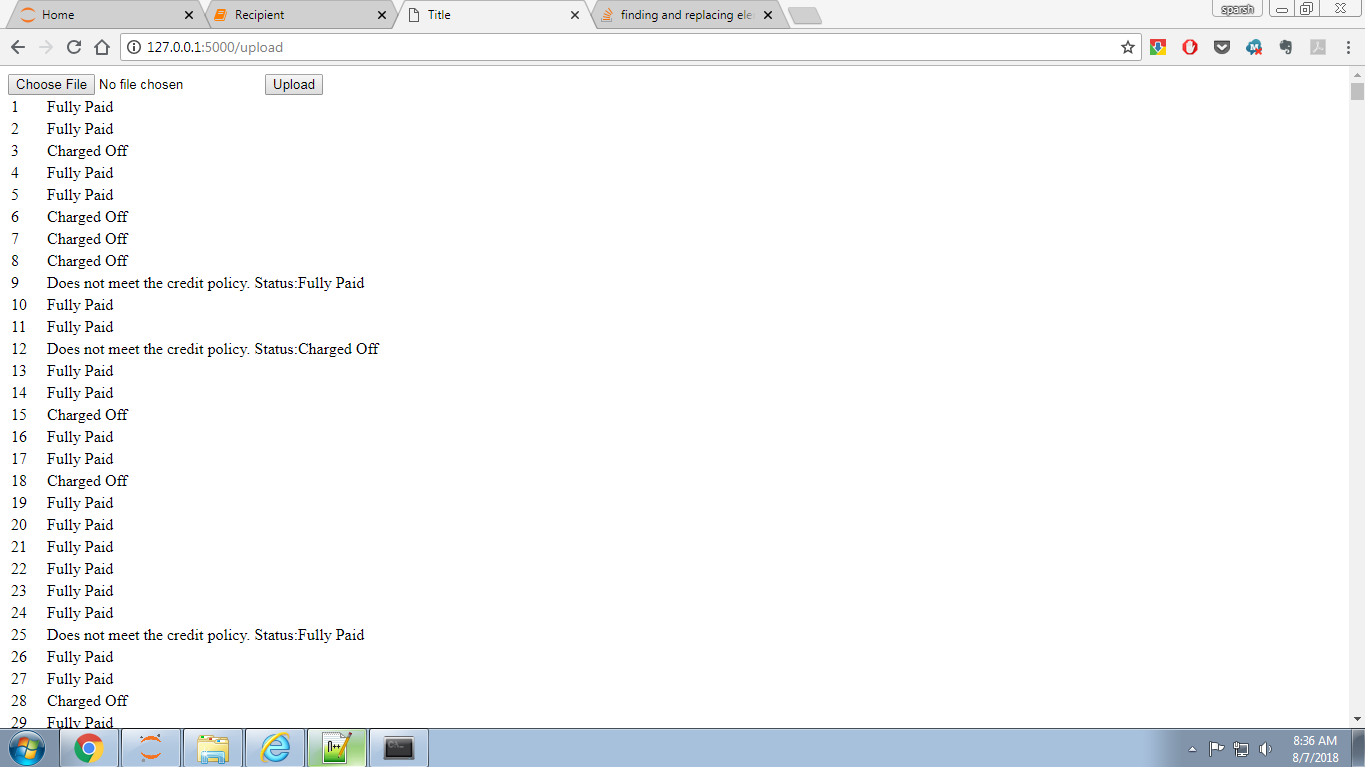 Home Recipient Title finding and replacing ele sparsh
127.0.0.1:5000/upload
Choose File No file chosen Upload
1 Fully Paid
2 Fully Paid
3 Charged Off
4 Fully Paid
5 Fully Paid
6 Charged Off
7 Charged Off
8 Charged Off
9 Does not meet the credit policy. Status:Fully Paid
10 Fully Paid
11 Fully Paid
12 Does not meet the credit policy. Status:Charged Off
13 Fully Paid
14 Fully Paid
15 Charged Off
16 Fully Paid
17 Fully Paid
18 Charged Off
19 Fully Paid
20 Fully Paid
21 Fully Paid
22 Fully Paid
23 Fully Paid
24 Fully Paid
25 Does not meet the credit policy. Status:Fully Paid
26 Fully Paid
27 Fully Paid
28 Charged Off
29 Fully Paid
8:36 AM
8/7/2018